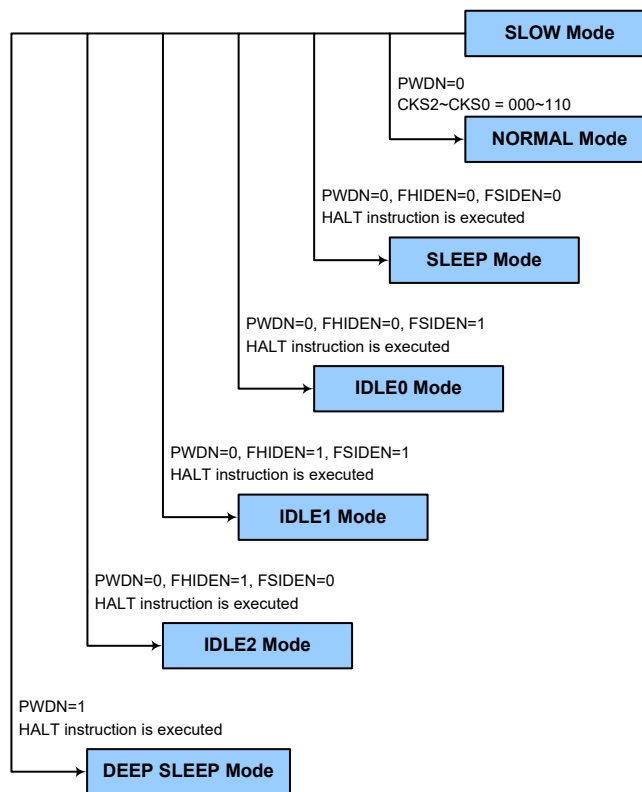 SLOW Mode
PWDN=0
CKS2~CKS0 = 000~110
NORMAL Mode
PWDN=0, FHIDEN=0, FSIDEN=0
HALT instruction is executed
SLEEP Mode
PWDN=0, FHIDEN=0, FSIDEN=1
HALT instruction is executed
IDLE0 Mode
PWDN=0, FHIDEN=1, FSIDEN=1
HALT instruction is executed
IDLE1 Mode
PWDN=0, FHIDEN=1, FSIDEN=0
HALT instruction is executed
IDLE2 Mode
PWDN=1
HALT instruction is executed
DEEP SLEEP Mode